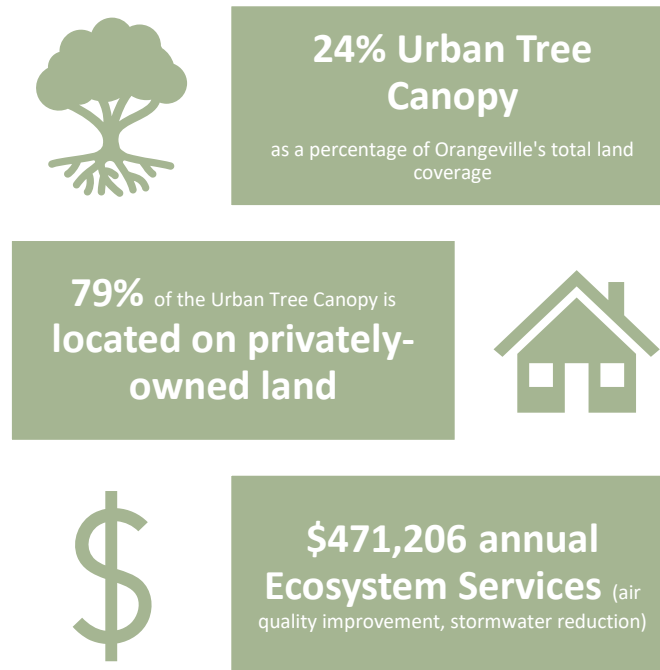 24% Urban Tree
Canopy
as a percentage of Orangeville's total land
coverage
79% of the Urban Tree Canopy is
located on privately-
owned land
$471,206 annual
Ecosystem Services (air
quality improvement, stormwater reduction)